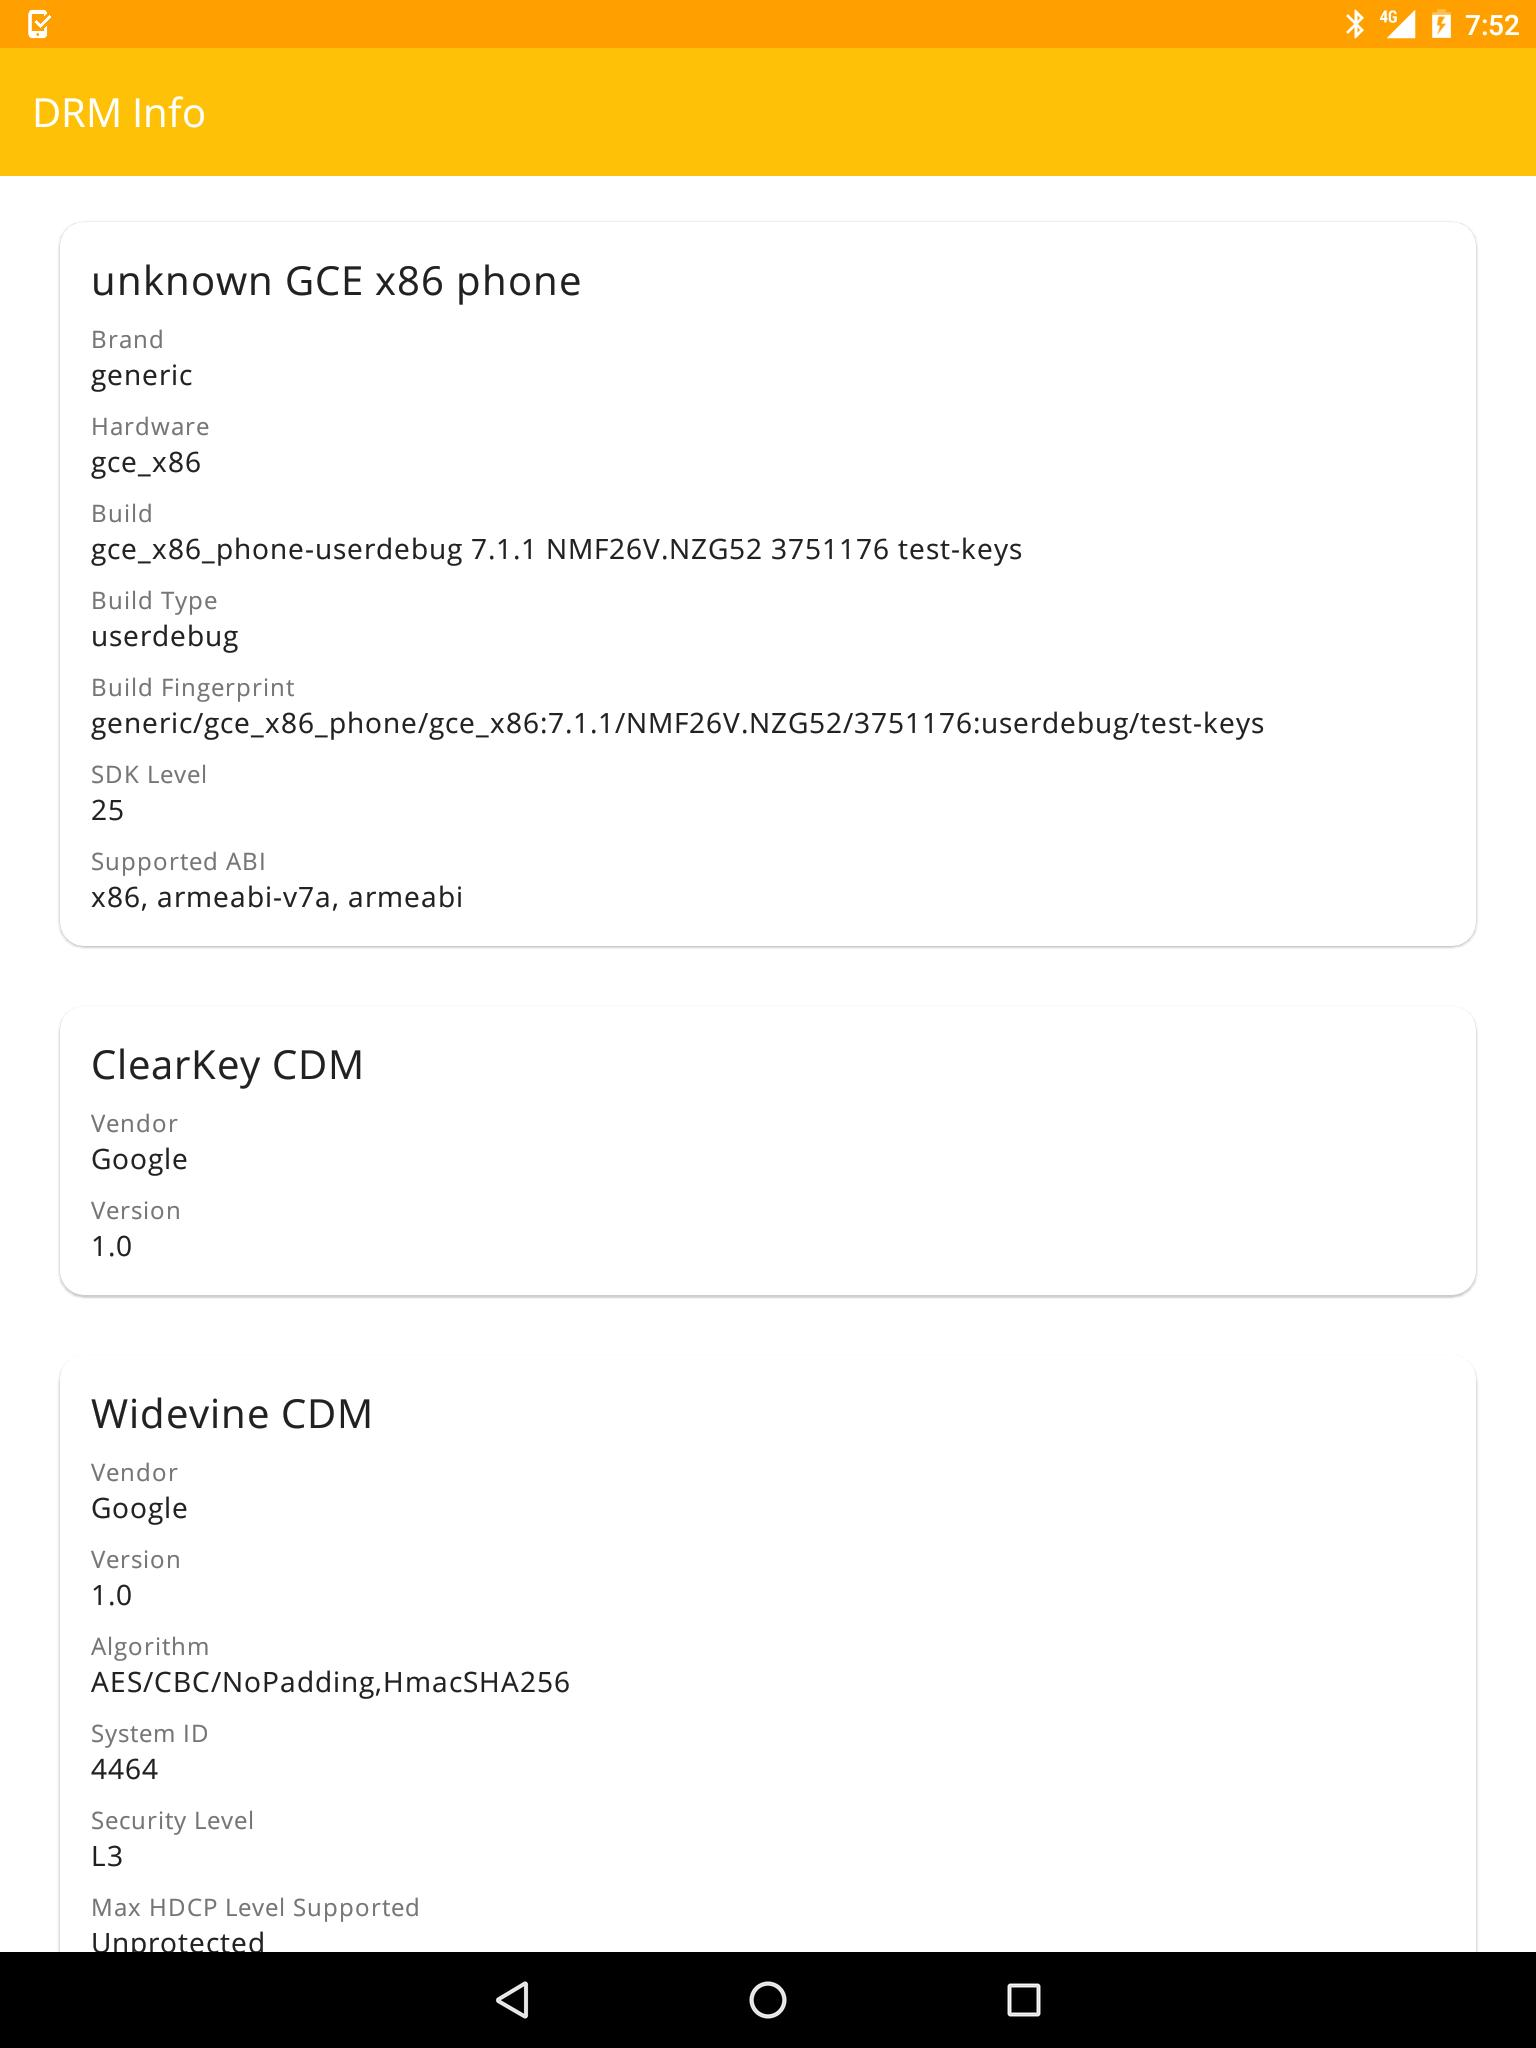 4G 7:52
DRM Info
unknown GCE x86 phone
Brand
generic
Hardware
gce_x86
Build
gce_x86_phone-userdebug 7.1.1 NMF26V.NZG52 3751176 test-keys
Build Type
userdebug
Build Fingerprint
generic/gce_x86_phone/gce_x86:7.1.1/NMF26V.NZG52/3751176:userdebug/test-keys
SDK Level
25
Supported ABI
x86, armeabi-v7a, armeabi
ClearKey CDM
Vendor
Google
Version
1.0
Widevine CDM
Vendor
Google
Version
1.0
Algorithm
AES/CBC/NoPadding,HmacSHA256
System ID
4464
Security Level
L3
Max HDCP Level Supported
Unprotected